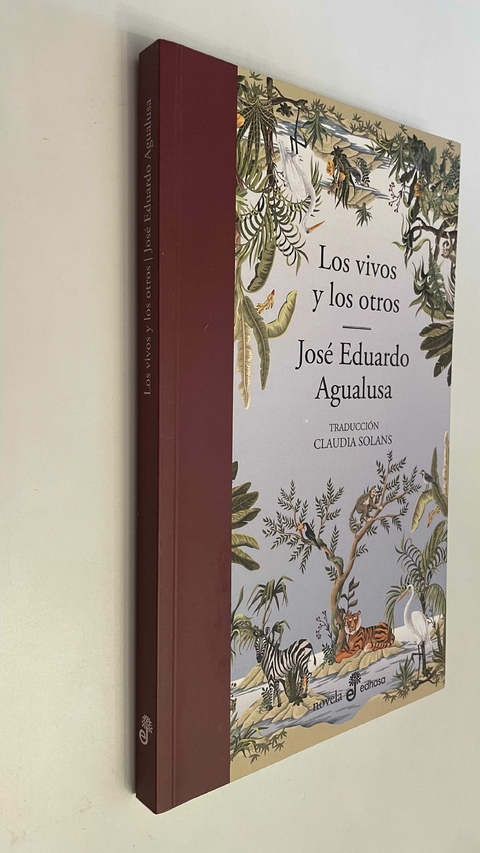 Los vivos y los otros | José Eduardo Agualusa
Los vivos
y los otros
José Eduardo
Agualusa
TRADUCCIÓN
CLAUDIA SOLANS
novela edhasa